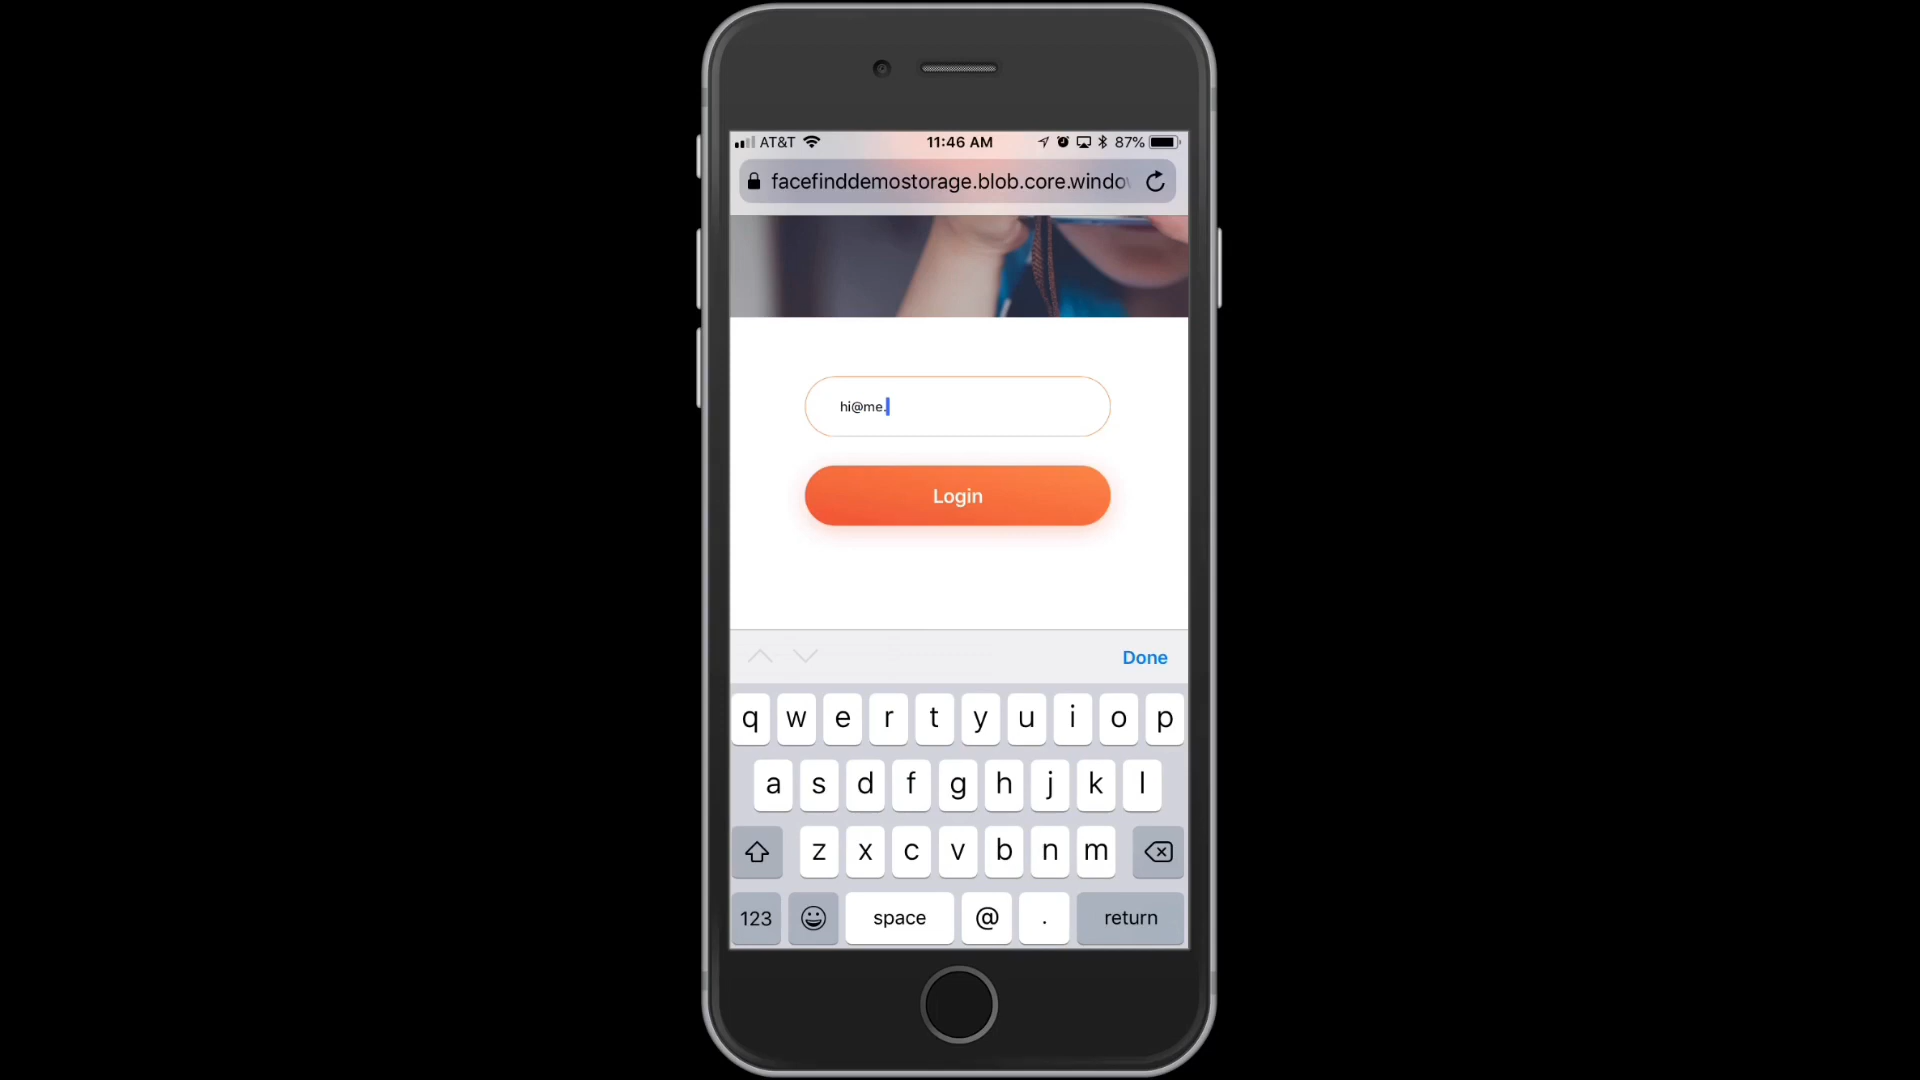 AT&T 11:46 AM 87%
facefinddemostorage.blob.core.windo
hi@me.
Login
Done
q w e r t y u i o p
a s d f g h j k l
z x c v b n m
123 space @ . return